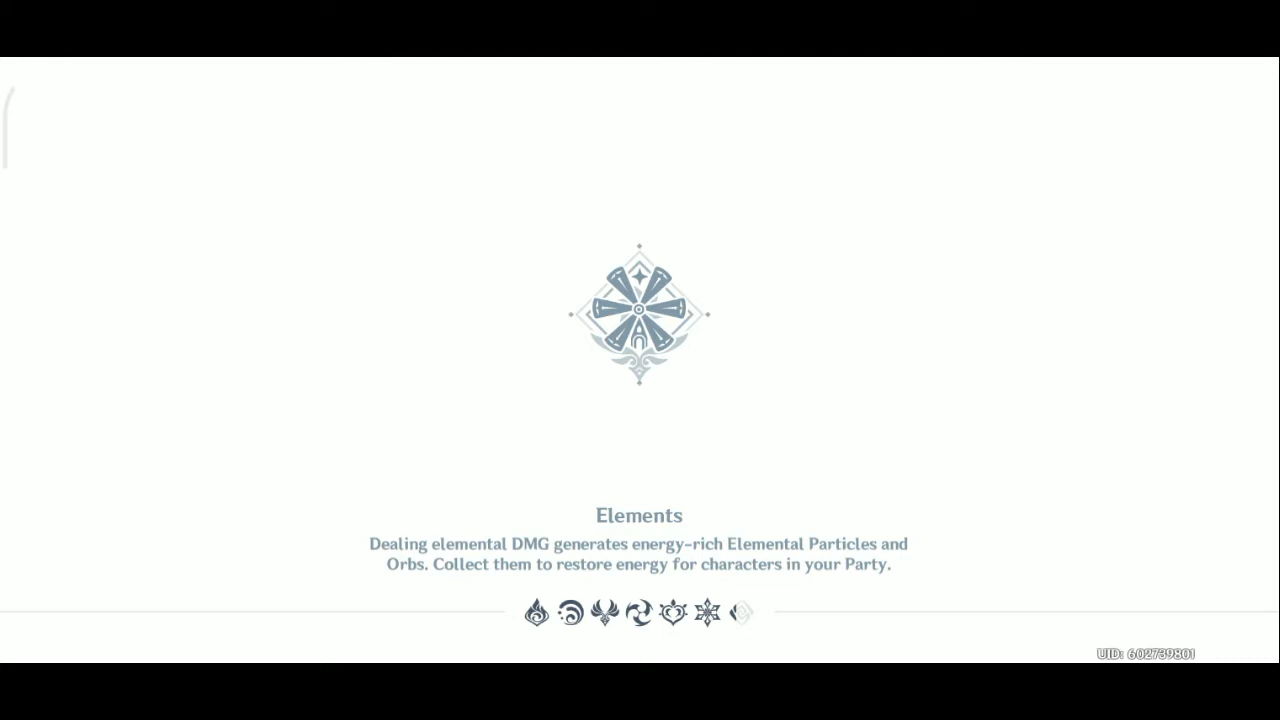 Elements
Dealing elemental DMG generates energy-rich Elemental Particles and
Orbs. Collect them to restore energy for characters in your Party.
UID: 602739801